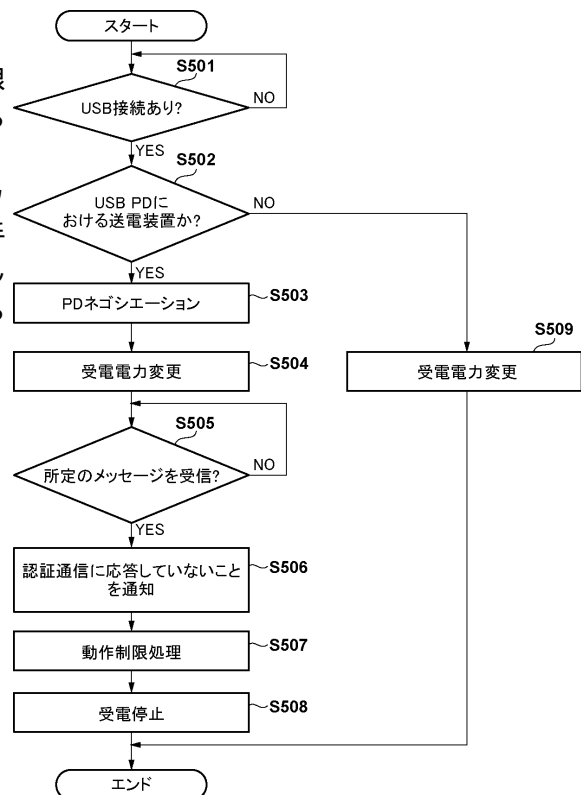 スタート
S501
USB接続あり?
NO
YES
S502
USB PDに
おける送電装置か?
NO
YES
PDネゴシエーション
S503
S509
受電電力変更
S504
受電電力変更
S505
所定のメッセージを受信?
NO
YES
認証通信に応答していないこと
を通知
S506
動作制限処理
S507
受電停止
S508
エンド